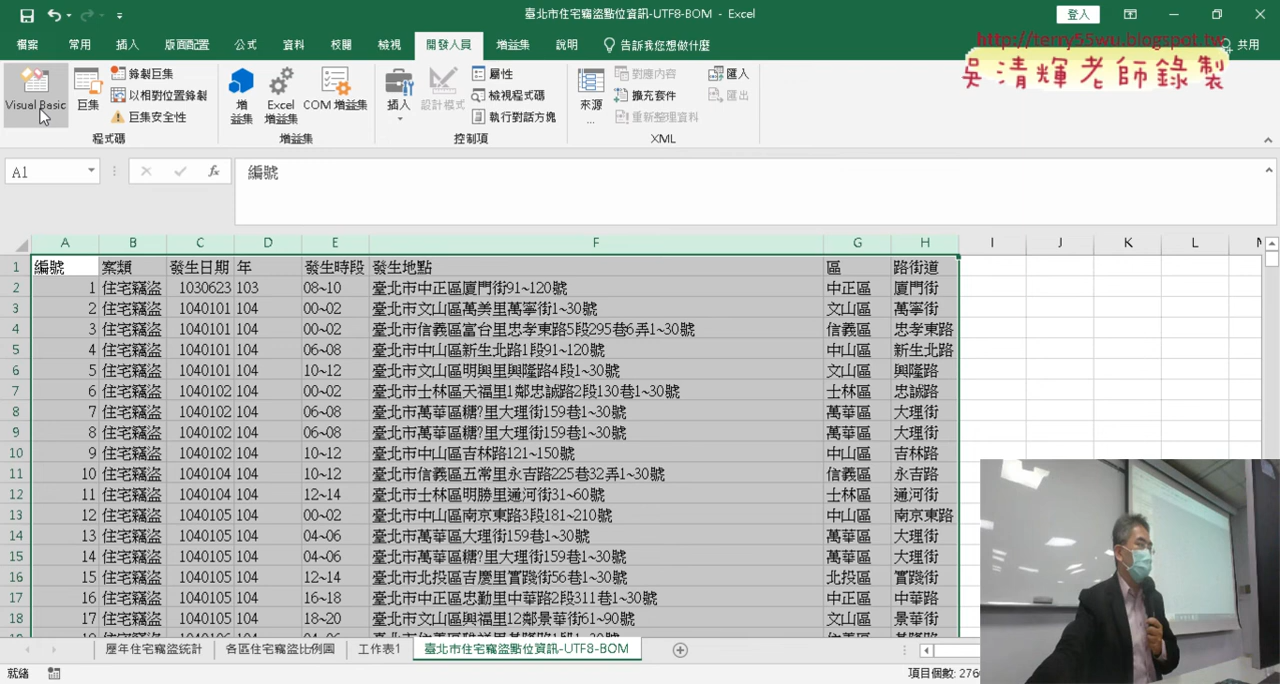 臺北市住宅竊盜點位資訊-UTF8-BOM - Excel
登入
檔案 常用 插入 版面配置 公式 資料 校閱 檢視 開發人員 增益集 說明 告訴我您想做什麼 共用
http://terry55wu.blogspot.tw
吳清輝老師錄製
Visual Basic 巨集 錄製巨集 以相對位置錄製 巨集安全性
增益集 Excel 增益集 COM 增益集
插入 設計模式 屬性 檢視程式碼 執行對話方塊
來源... 對應內容 擴充套件 重新整理資料 匯入 匯出
程式碼 增益集 控制項 XML
A1 fx 編號
A B C D E F G H I J K L M
1 編號 案類 發生日期 年 發生時段 發生地點 區 路街道
2 1 住宅竊盜 1030623 103 08~10 臺北市中正區廈門街91~120號 中正區 廈門街
3 2 住宅竊盜 1040101 104 00~02 臺北市文山區萬美里萬寧街1~30號 文山區 萬寧街
4 3 住宅竊盜 1040101 104 00~02 臺北市信義區富台里忠孝東路5段295巷6弄1~30號 信義區 忠孝東路
5 4 住宅竊盜 1040101 104 06~08 臺北市中山區新生北路1段91~120號 中山區 新生北路
6 5 住宅竊盜 1040101 104 10~12 臺北市文山區明興里興隆路4段1~30號 文山區 興隆路
7 6 住宅竊盜 1040102 104 00~02 臺北市士林區天福里1鄰忠誠路2段130巷1~30號 士林區 忠誠路
8 7 住宅竊盜 1040102 104 06~08 臺北市萬華區糖?里大理街159巷1~30號 萬華區 大理街
9 8 住宅竊盜 1040102 104 06~08 臺北市萬華區糖?里大理街159巷1~30號 萬華區 大理街
10 9 住宅竊盜 1040102 104 10~12 臺北市中山區吉林路121~150號 中山區 吉林路
11 10 住宅竊盜 1040104 104 10~12 臺北市信義區五常里永吉路225巷32弄1~30號 信義區 永吉路
12 11 住宅竊盜 1040104 104 12~14 臺北市士林區明勝里通河街31~60號 士林區 通河街
13 12 住宅竊盜 1040105 104 00~02 臺北市中山區南京東路3段181~210號 中山區 南京東路
14 13 住宅竊盜 1040105 104 04~06 臺北市萬華區大理街159巷1~30號 萬華區 大理街
15 14 住宅竊盜 1040105 104 04~06 臺北市萬華區糖?里大理街159巷1~30號 萬華區 大理街
16 15 住宅竊盜 1040105 104 12~14 臺北市北投區吉慶里實踐街56巷1~30號 北投區 實踐街
17 16 住宅竊盜 1040105 104 16~18 臺北市中正區忠勤里中華路2段311巷1~30號 中正區 中華路
18 17 住宅竊盜 1040105 104 18~20 臺北市文山區興福里12鄰景華街61~90號 文山區 景華街
歷年住宅竊盜統計 各區住宅竊盜比例圖 工作表1 臺北市住宅竊盜點位資訊-UTF8-BOM
就緒 項目個數: 276